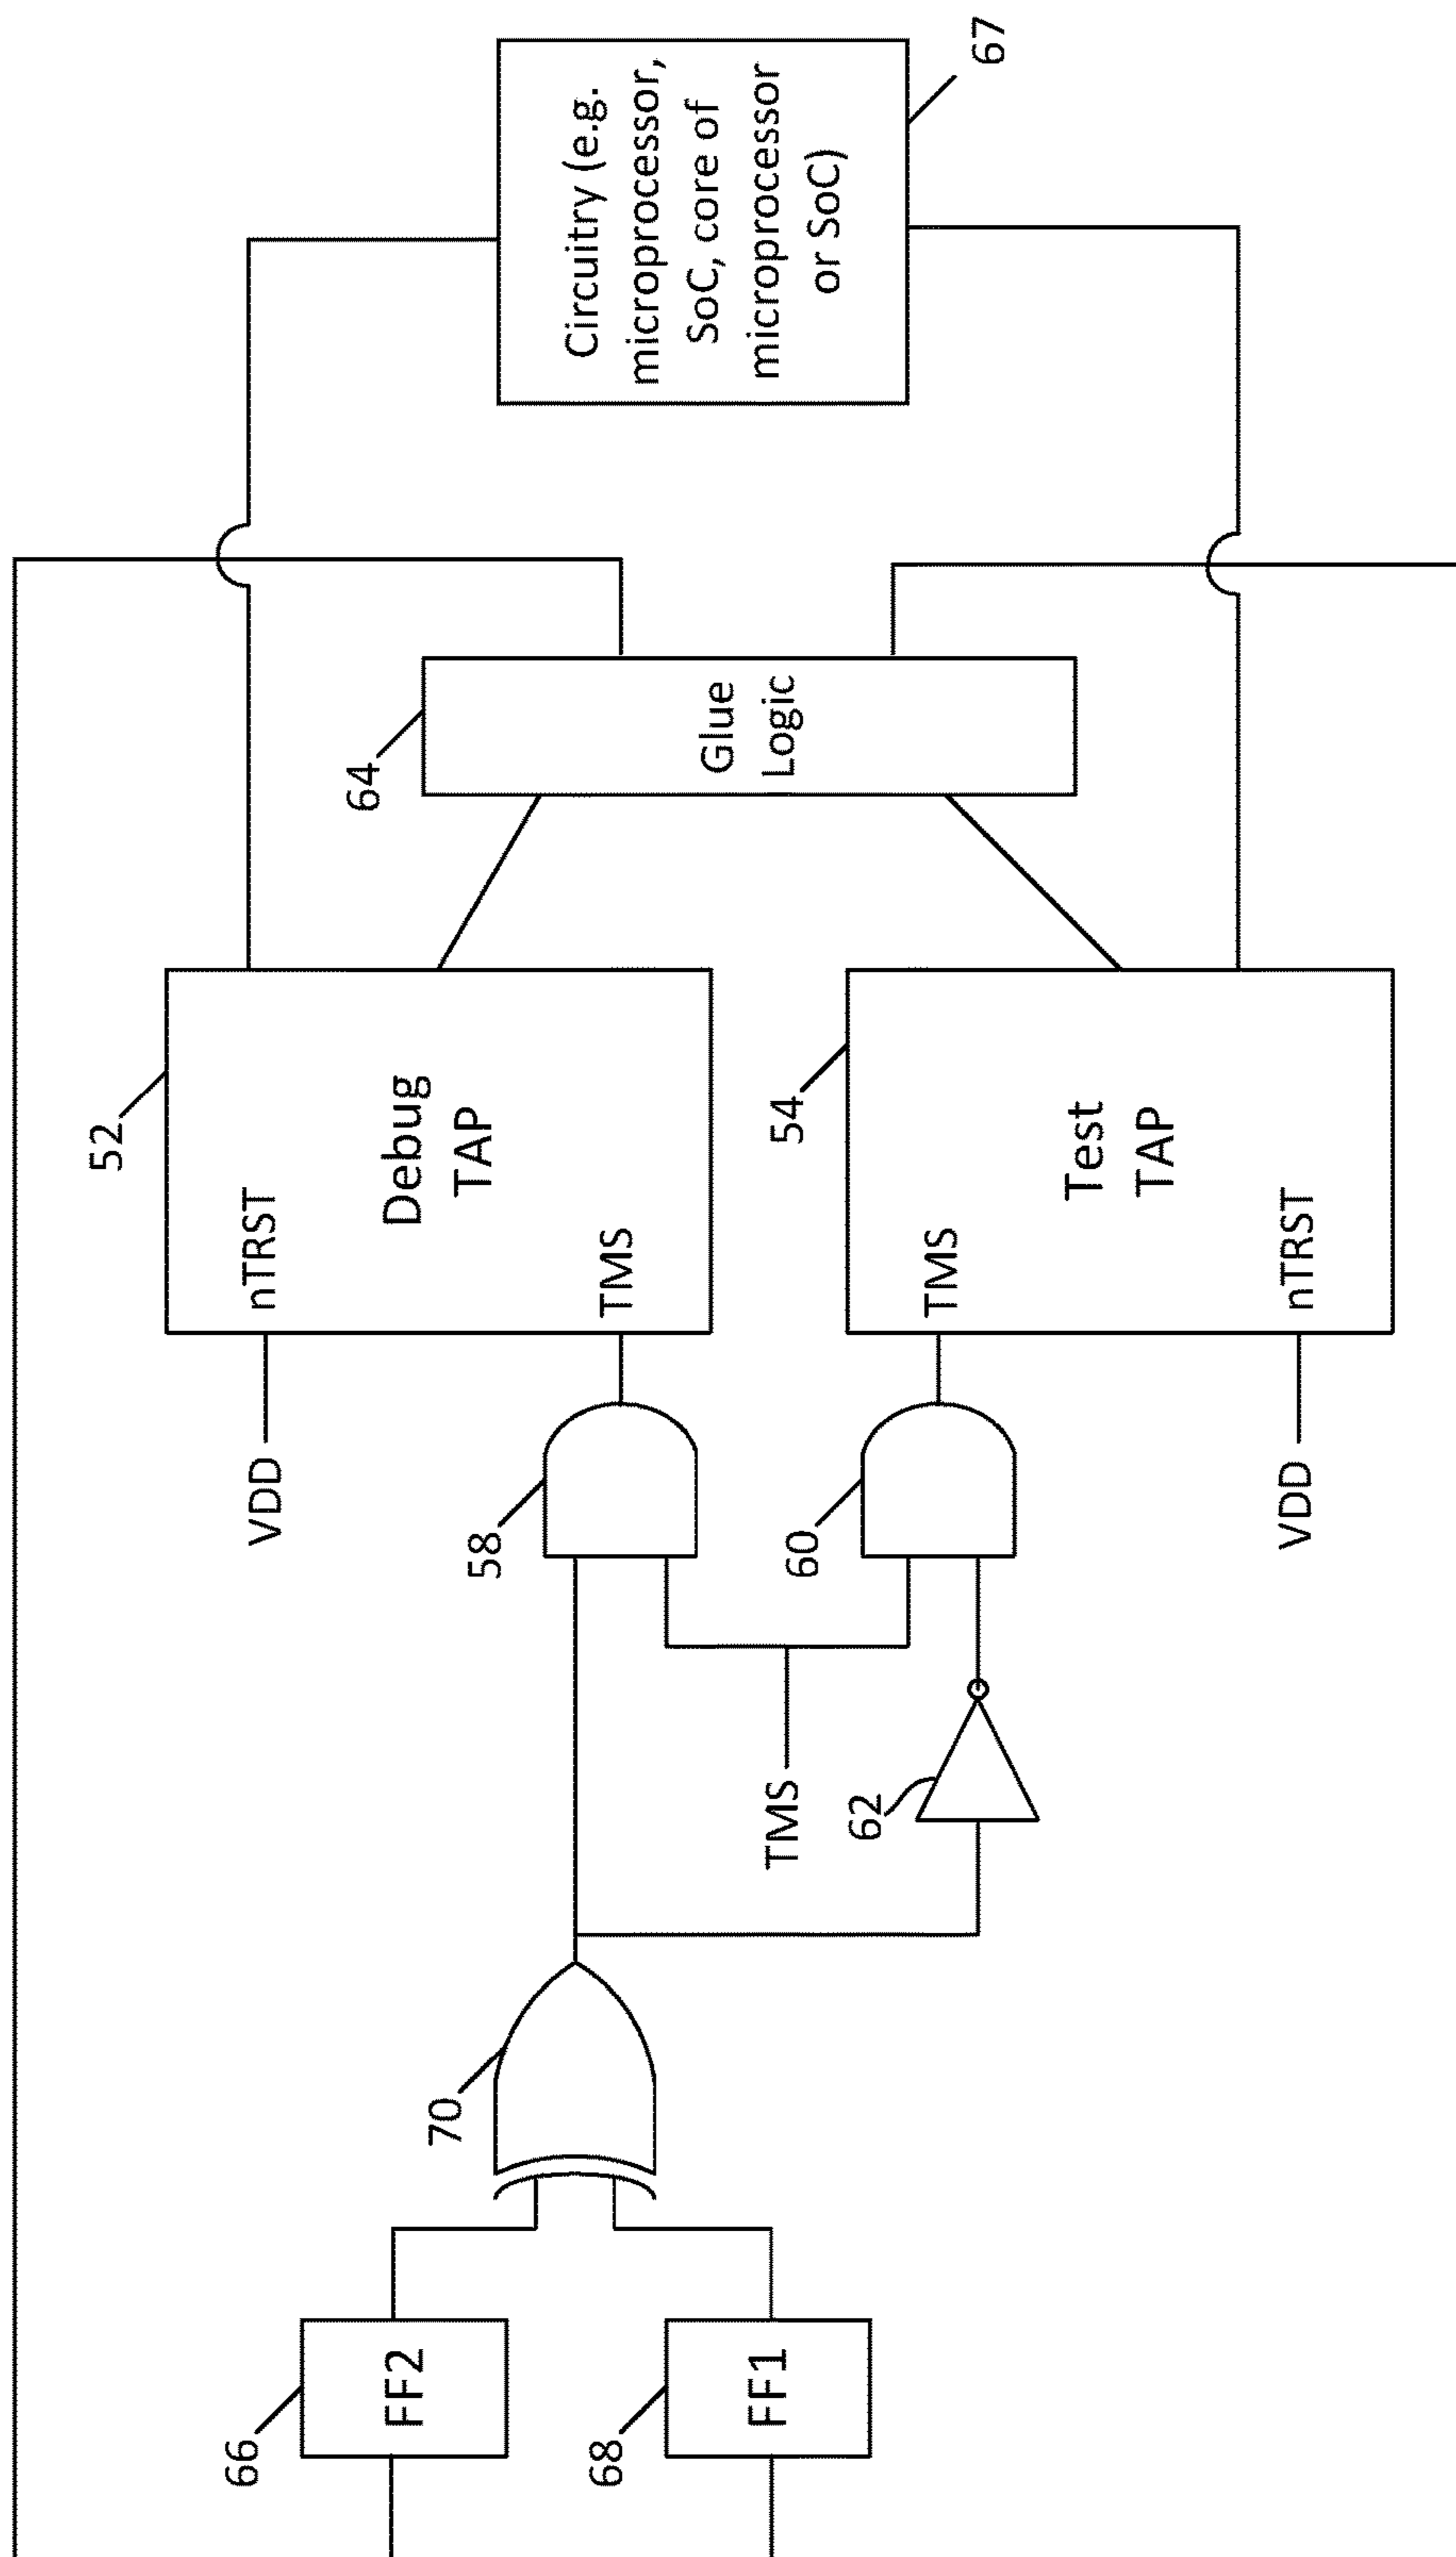 66
FF2
68
FF1
70
62
TMS
58
60
VDD
VDD
52
nTRST
Debug
TAP
TMS
54
TMS
Test
TAP
nTRST
64
Glue
Logic
Circuitry (e.g.
microprocessor,
SoC, core of
microprocessor
or SoC)
67